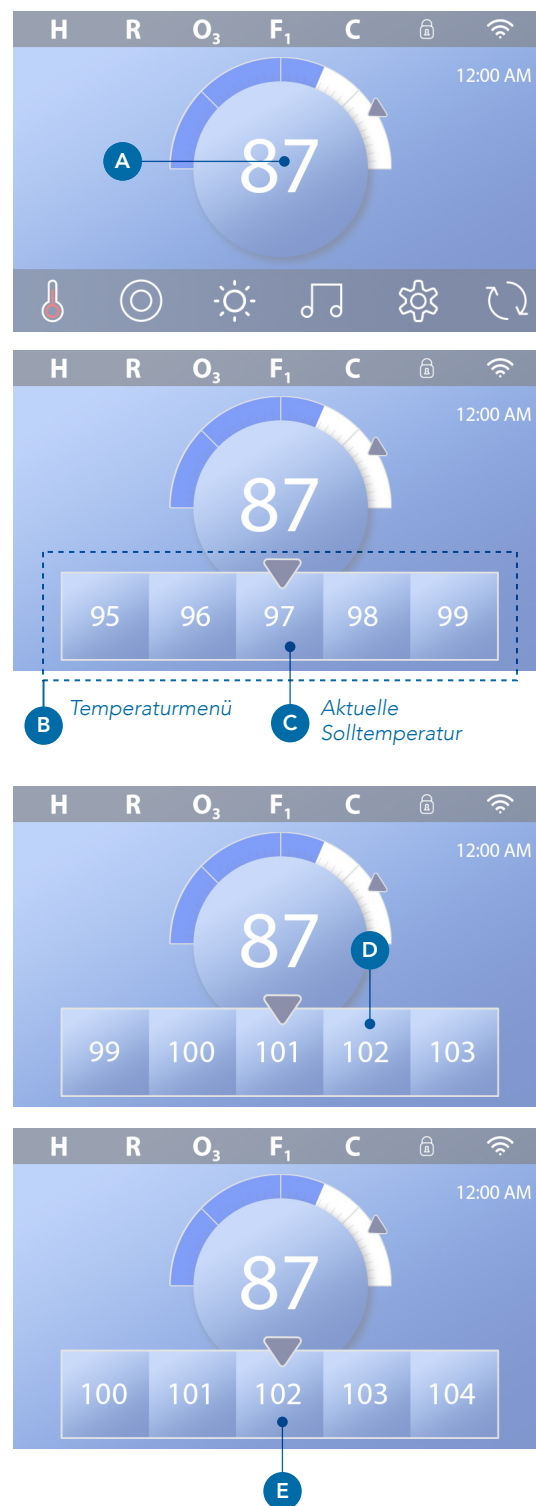 H R O₃ F₁ C
12:00 AM
A
87
H R O₃ F₁ C
12:00 AM
87
95 96 97 98 99
B Temperaturmenü
C Aktuelle
Solltemperatur
H R O₃ F₁ C
12:00 AM
87
D
99 100 101 102 103
H R O₃ F₁ C
12:00 AM
87
100 101 102 103 104
E